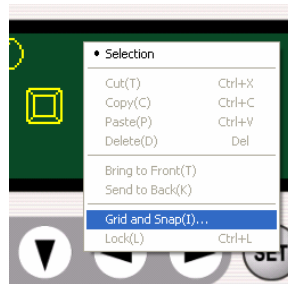 • Selection
Cut(T) Ctrl+X
Copy(C) Ctrl+C
Paste(P) Ctrl+V
Delete(D) Del
Bring to Front(T)
Send to Back(K)
Grid and Snap(I)...
Lock(L) Ctrl+L
SET